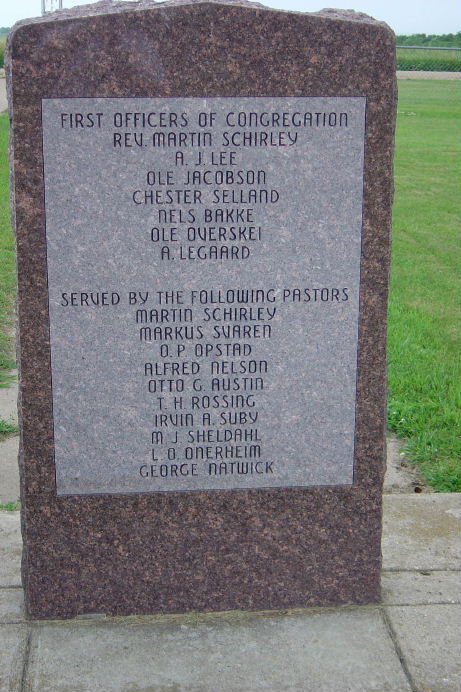 FIRST OFFICERS OF CONGREGATION
REV. MARTIN SCHIRLEY
A. J. LEE
OLE JACOBSON
CHESTER SELLAND
NELS BAKKE
OLE OVERSKEI
A. LEGAARD
SERVED BY THE FOLLOWING PASTORS
MARTIN SCHIRLEY
MARKUS SVAREN
O. P. OPSTAD
ALFRED NELSON
OTTO G. AUSTIN
T. H. ROSSING
IRVIN A. SUBY
M. J. SHELDAHL
L. O. ONERHEIM
GEORGE NATWICK